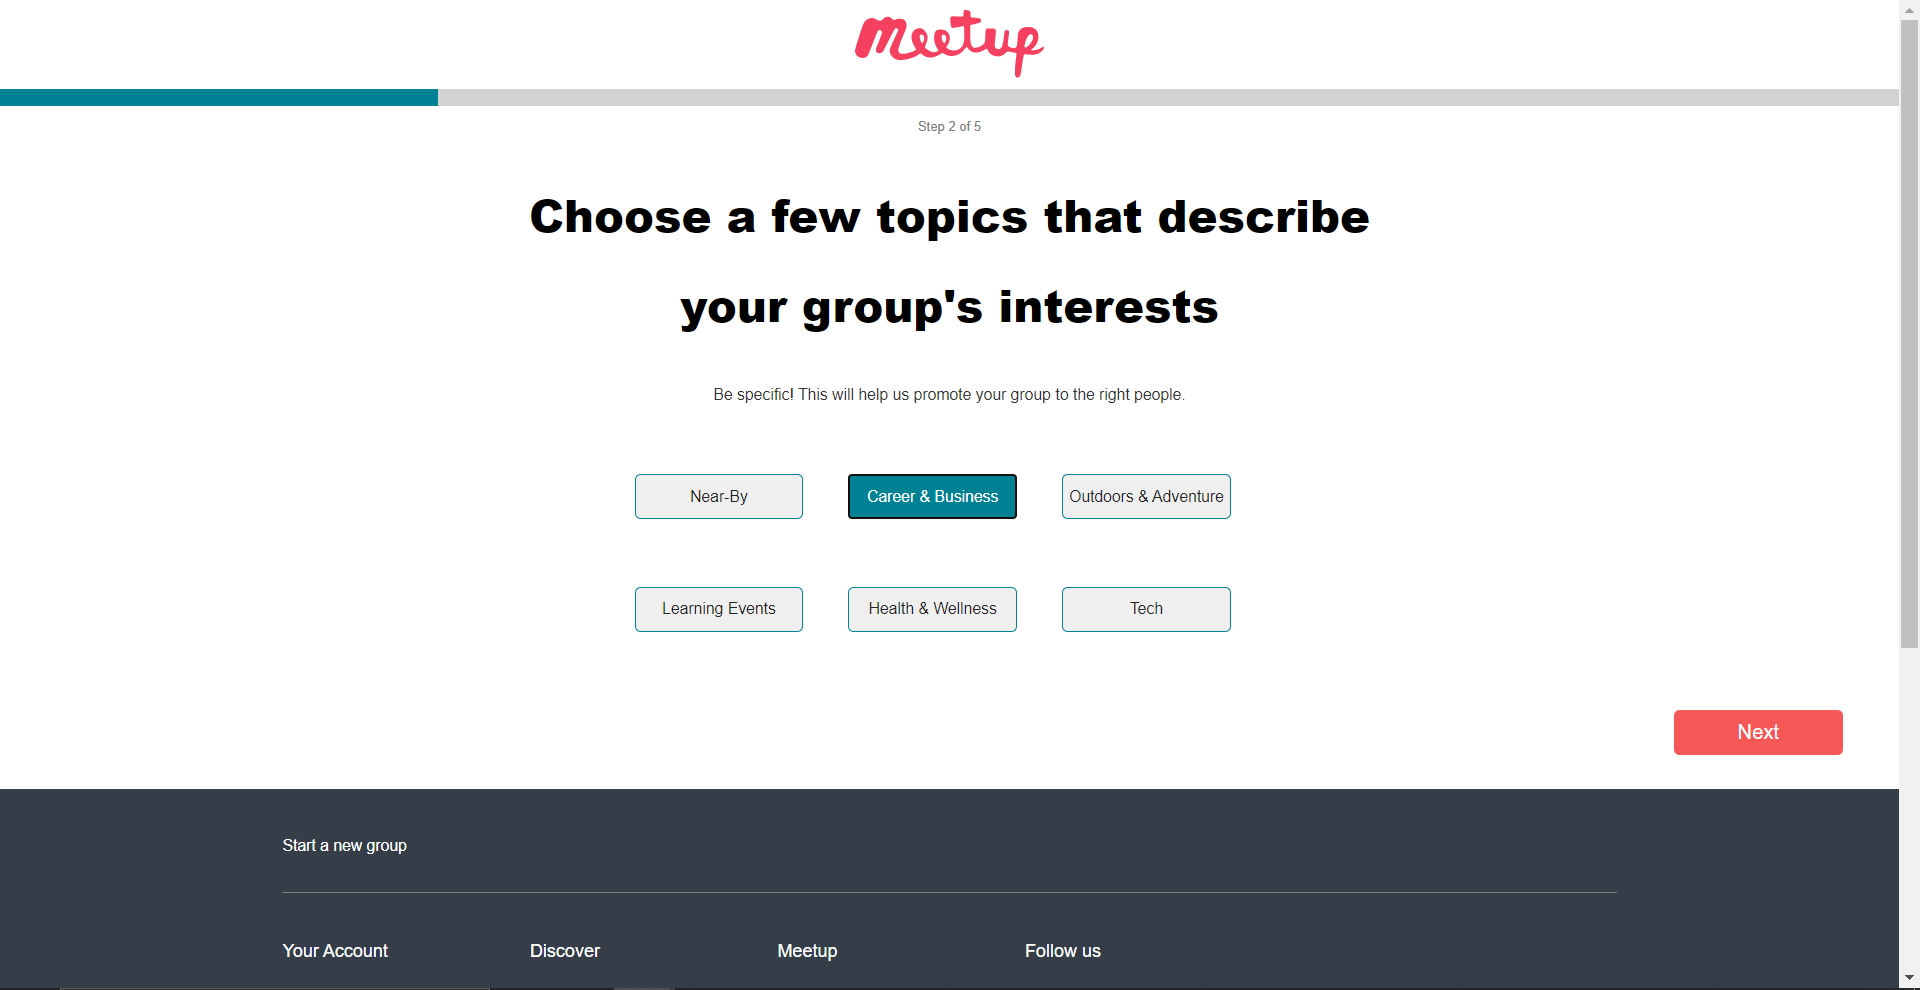 meetup
Step 2 of 5
Choose a few topics that describe
your group's interests
Be specific! This will help us promote your group to the right people.
Near-By
Career & Business
Outdoors & Adventure
Learning Events
Health & Wellness
Tech
Next
Start a new group
Your Account
Discover
Meetup
Follow us